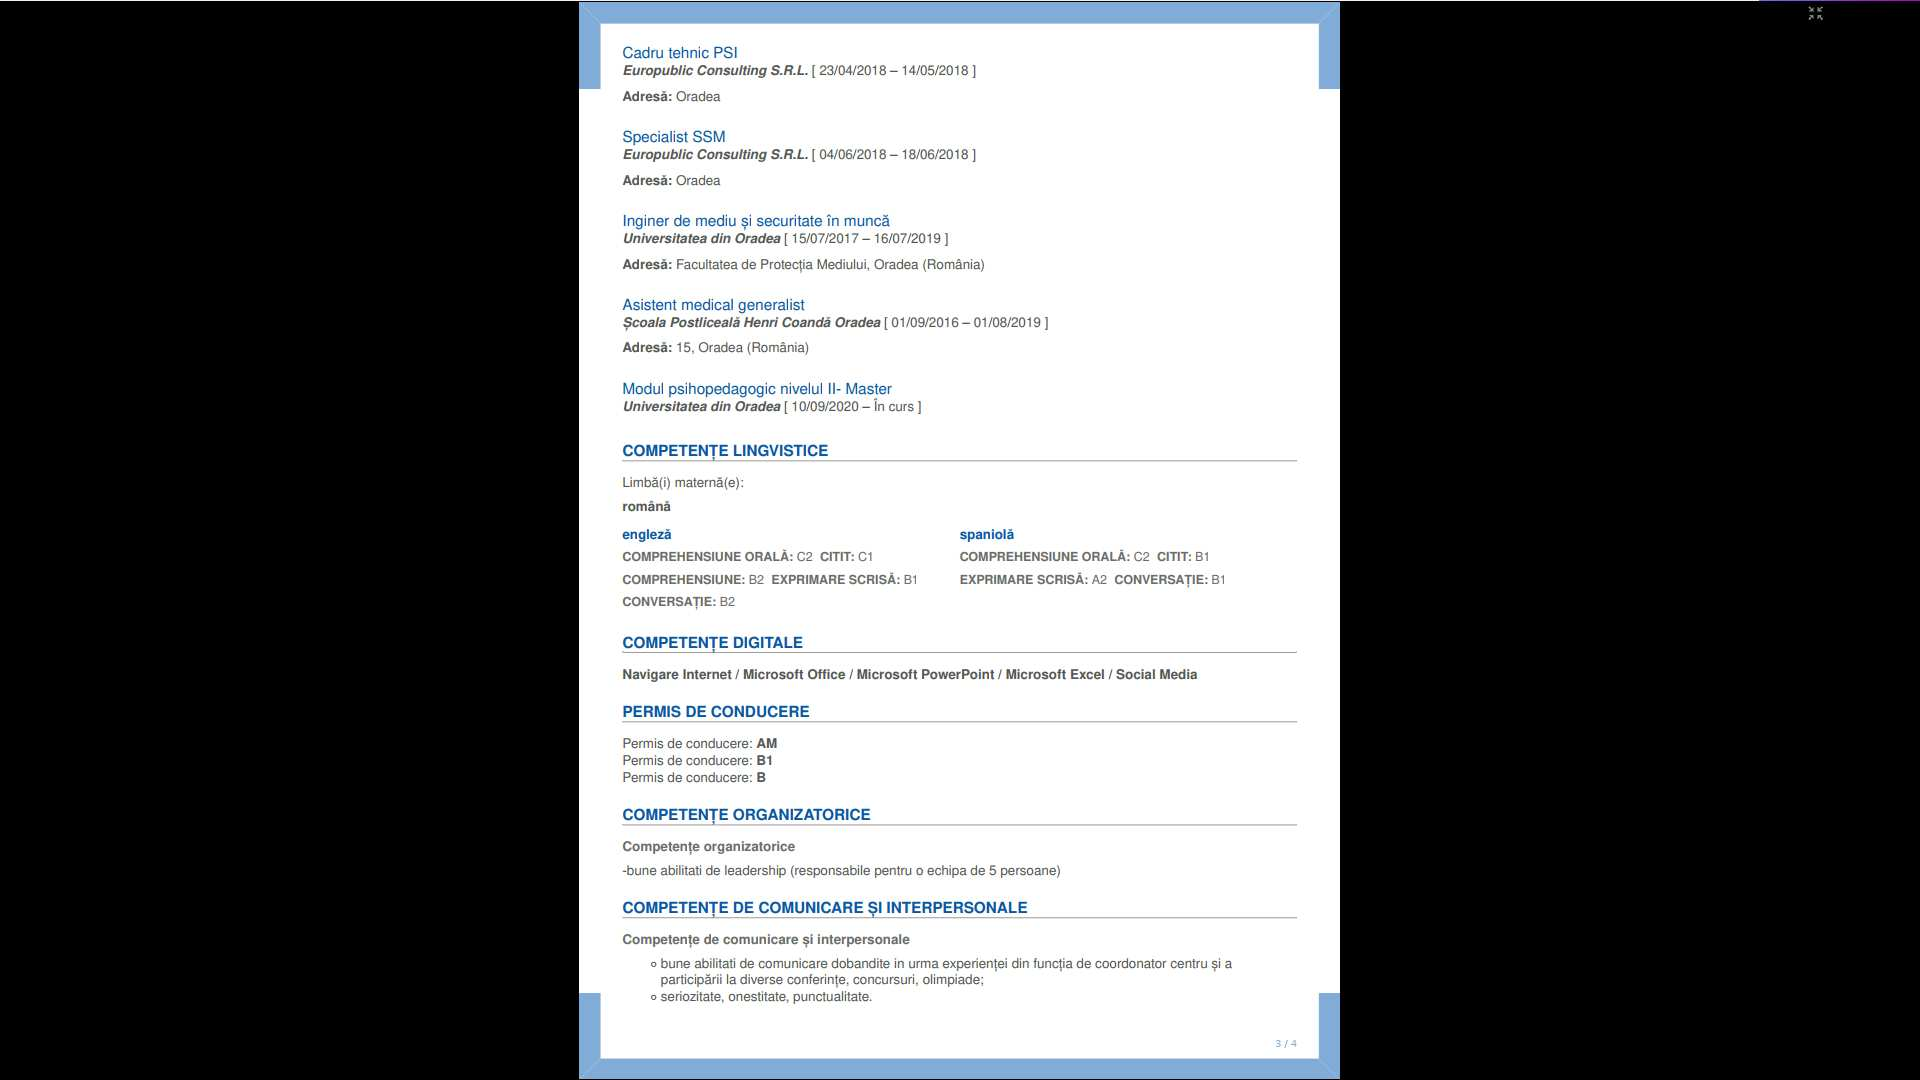 Cadru tehnic PSI
Europublic Consulting S.R.L. [ 23/04/2018 – 14/05/2018 ]
Adresă: Oradea
Specialist SSM
Europublic Consulting S.R.L. [ 04/06/2018 – 18/06/2018 ]
Adresă: Oradea
Inginer de mediu și securitate în muncă
Universitatea din Oradea [ 15/07/2017 – 16/07/2019 ]
Adresă: Facultatea de Protecția Mediului, Oradea (România)
Asistent medical generalist
Școala Postliceală Henri Coandă Oradea [ 01/09/2016 – 01/08/2019 ]
Adresă: 15, Oradea (România)
Modul psihopedagogic nivelul II- Master
Universitatea din Oradea [ 10/09/2020 – În curs ]
COMPETENȚE LINGVISTICE
Limbă(i) maternă(e):
română
engleză
COMPREHENSIUNE ORALĂ: C2 CITIT: C1
COMPREHENSIUNE: B2 EXPRIMARE SCRISĂ: B1
CONVERSAȚIE: B2
spaniolă
COMPREHENSIUNE ORALĂ: C2 CITIT: B1
EXPRIMARE SCRISĂ: A2 CONVERSAȚIE: B1
COMPETENȚE DIGITALE
Navigare Internet / Microsoft Office / Microsoft PowerPoint / Microsoft Excel / Social Media
PERMIS DE CONDUCERE
Permis de conducere: AM
Permis de conducere: B1
Permis de conducere: B
COMPETENȚE ORGANIZATORICE
Competențe organizatorice
-bune abilitati de leadership (responsabile pentru o echipa de 5 persoane)
COMPETENȚE DE COMUNICARE ȘI INTERPERSONALE
Competențe de comunicare și interpersonale
◦ bune abilitati de comunicare dobandite in urma experienței din funcția de coordonator centru și a
participării la diverse conferințe, concursuri, olimpiade;
◦ seriozitate, onestitate, punctualitate.
3 / 4